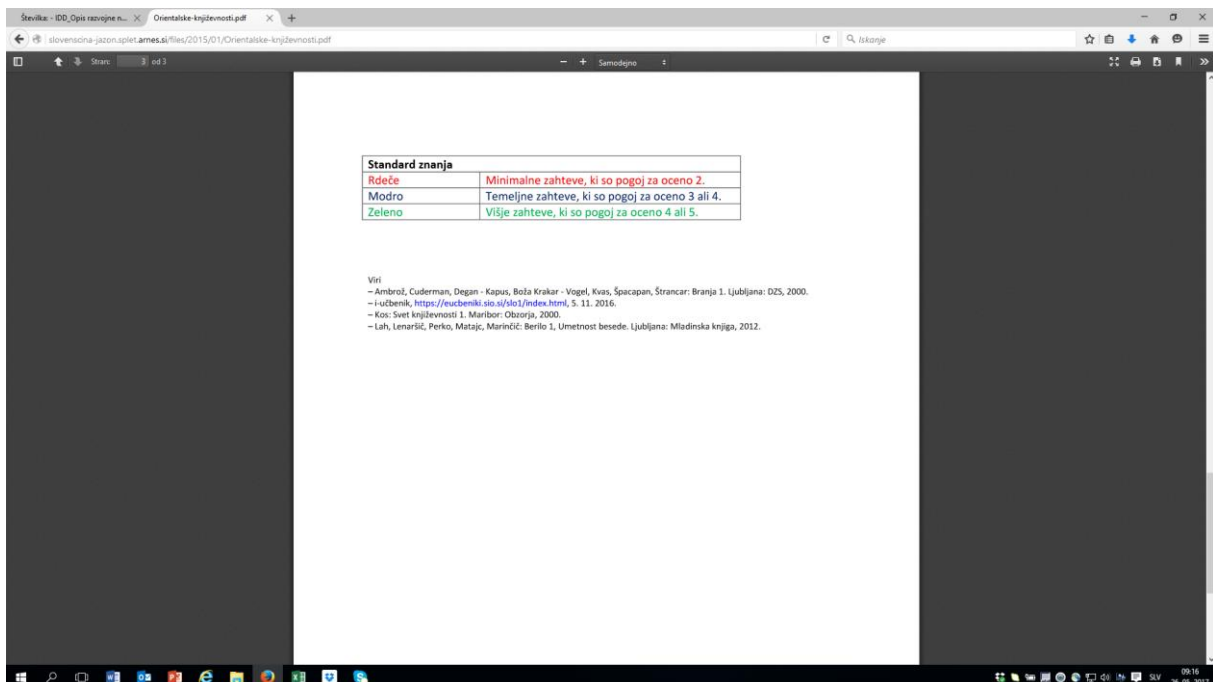 Številka: - IDD_Opis razvojne n...
Orientalske-književnosti.pdf
slovenscina-jazon.splet.arnes.si/files/2015/01/Orientalske-književnosti.pdf
Iskanje
Stran: 3 od 3
Samodejno
Standard znanja
Rdeče Minimalne zahteve, ki so pogoj za oceno 2.
Modro Temeljne zahteve, ki so pogoj za oceno 3 ali 4.
Zeleno Višje zahteve, ki so pogoj za oceno 4 ali 5.
Viri
– Ambrož, Cuderman, Degan - Kapus, Boža Krakar - Vogel, Kvas, Špacapan, Štrancar: Branja 1. Ljubljana: DZS, 2000.
– i-učbenik, https://eucbeniki.sio.si/slo1/index.html, 5. 11. 2016.
– Kos: Svet književnosti 1. Maribor: Obzorja, 2000.
– Lah, Lenaršič, Perko, Matajc, Marinčič: Berilo 1, Umetnost besede. Ljubljana: Mladinska knjiga, 2012.
SLV
09:16